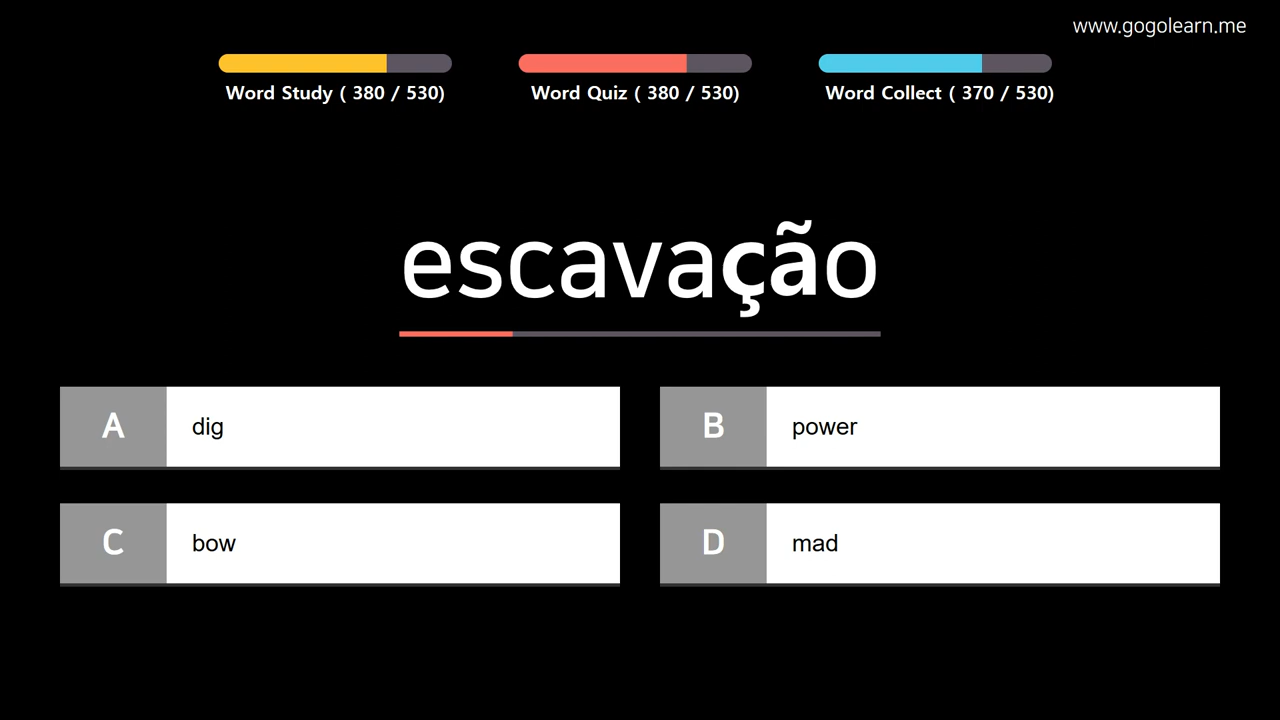 www.gogolearn.me
Word Study ( 380 / 530)
Word Quiz ( 380 / 530)
Word Collect ( 370 / 530)
escavação
A
dig
B
power
C
bow
D
mad